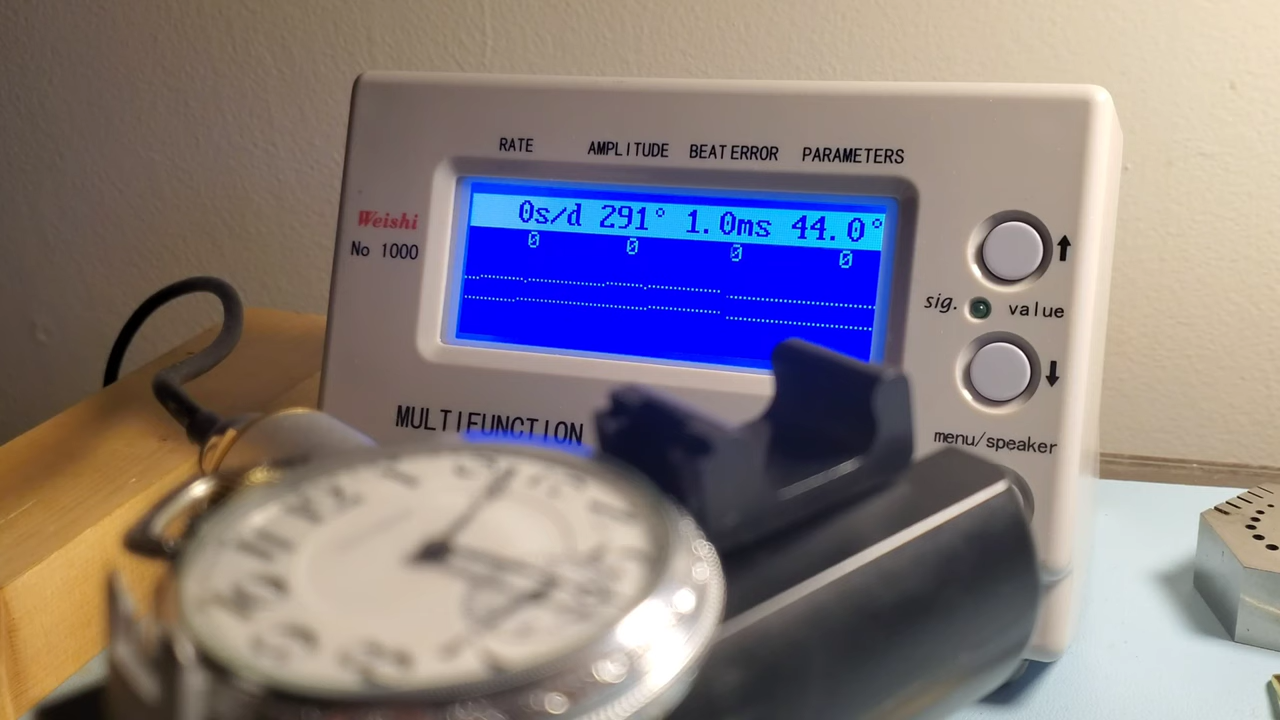 RATE AMPLITUDE BEAT ERROR PARAMETERS
0s/d 291° 1.0ms 44.0°
0 0 0 0
Weishi
No 1000
sig. value
MULTIFUNCTION
menu/speaker